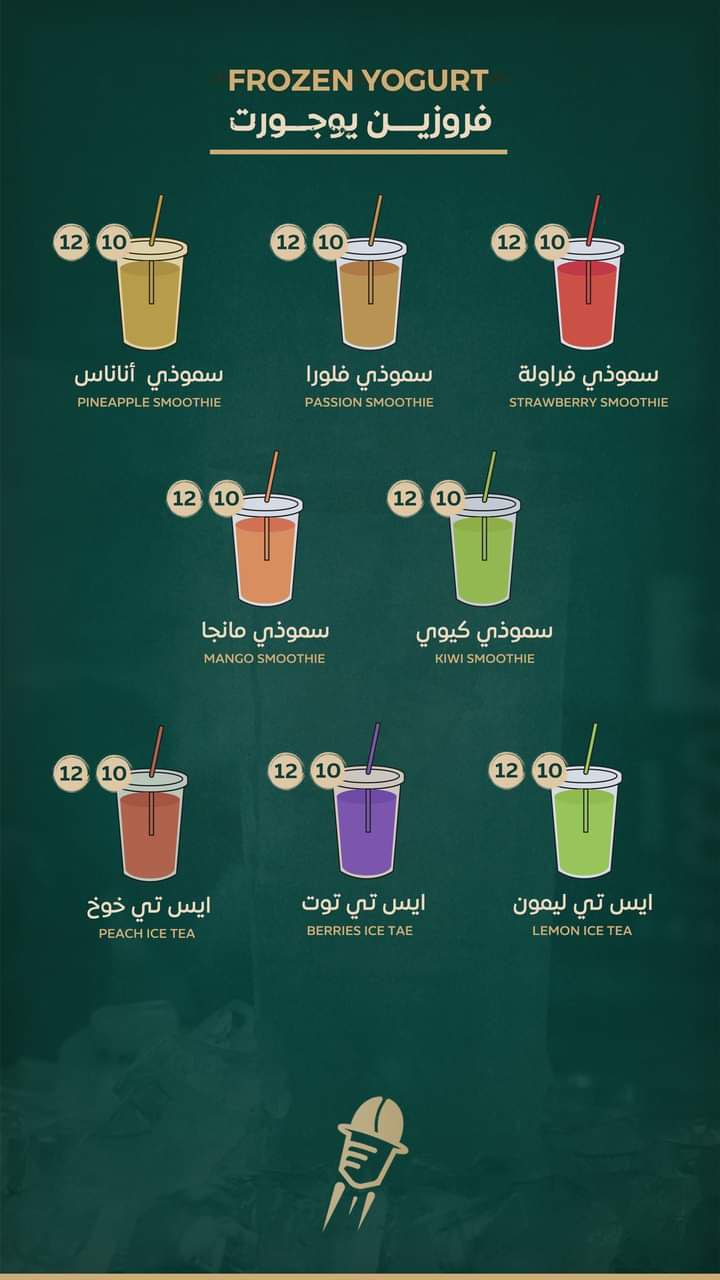 FROZEN YOGURT
فروزيــن يوجــورت
12 10
12 10
12 10
سموذي أناناس
سموذي فلورا
سموذي فراولة
PINEAPPLE SMOOTHIE
PASSION SMOOTHIE
STRAWBERRY SMOOTHIE
12 10
12 10
سموذي مانجا
سموذي كيوي
MANGO SMOOTHIE
KIWI SMOOTHIE
12 10
12 10
12 10
ايس تي خوخ
ايس تي توت
ايس تي ليمون
PEACH ICE TEA
BERRIES ICE TAE
LEMON ICE TEA